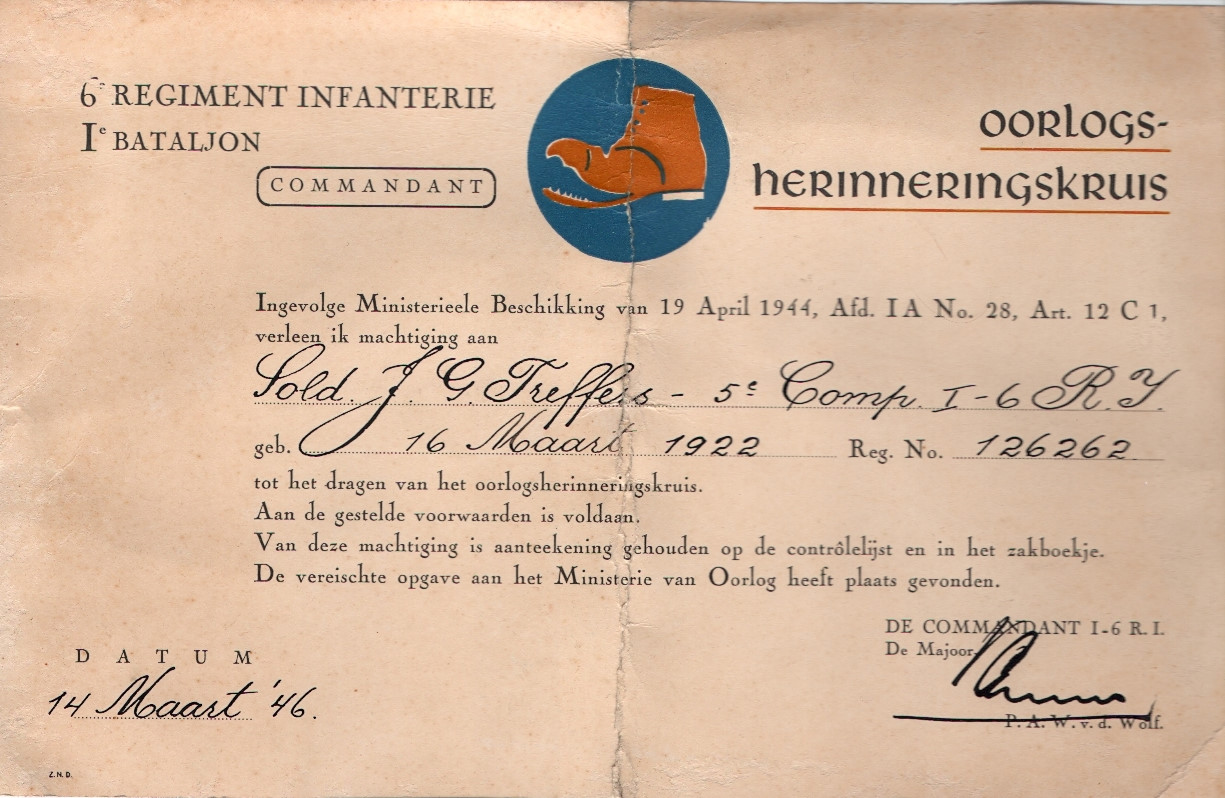 6e REGIMENT INFANTERIE
Ie BATALJON
COMMANDANT
OORLOGS-
HERINNERINGSKRUIS
Ingevolge Ministerieele Beschikking van 19 April 1944, Afd. I A No. 28, Art. 12 C 1,
verleen ik machtiging aan
Sold. J. G. Treffers - 5e Comp. I-6 R.I.
geb. 16 Maart 1922 Reg. No. 126262
tot het dragen van het oorlogsherinneringskruis.
Aan de gestelde voorwaarden is voldaan.
Van deze machtiging is aanteekening gehouden op de contrôlelijst en in het zakboekje.
De vereischte opgave aan het Ministerie van Oorlog heeft plaats gevonden.
DE COMMANDANT I-6 R.I.
De Majoor,
P. A. W. v. d. Wolf.
DATUM
14 Maart '46.
Z.N.D.